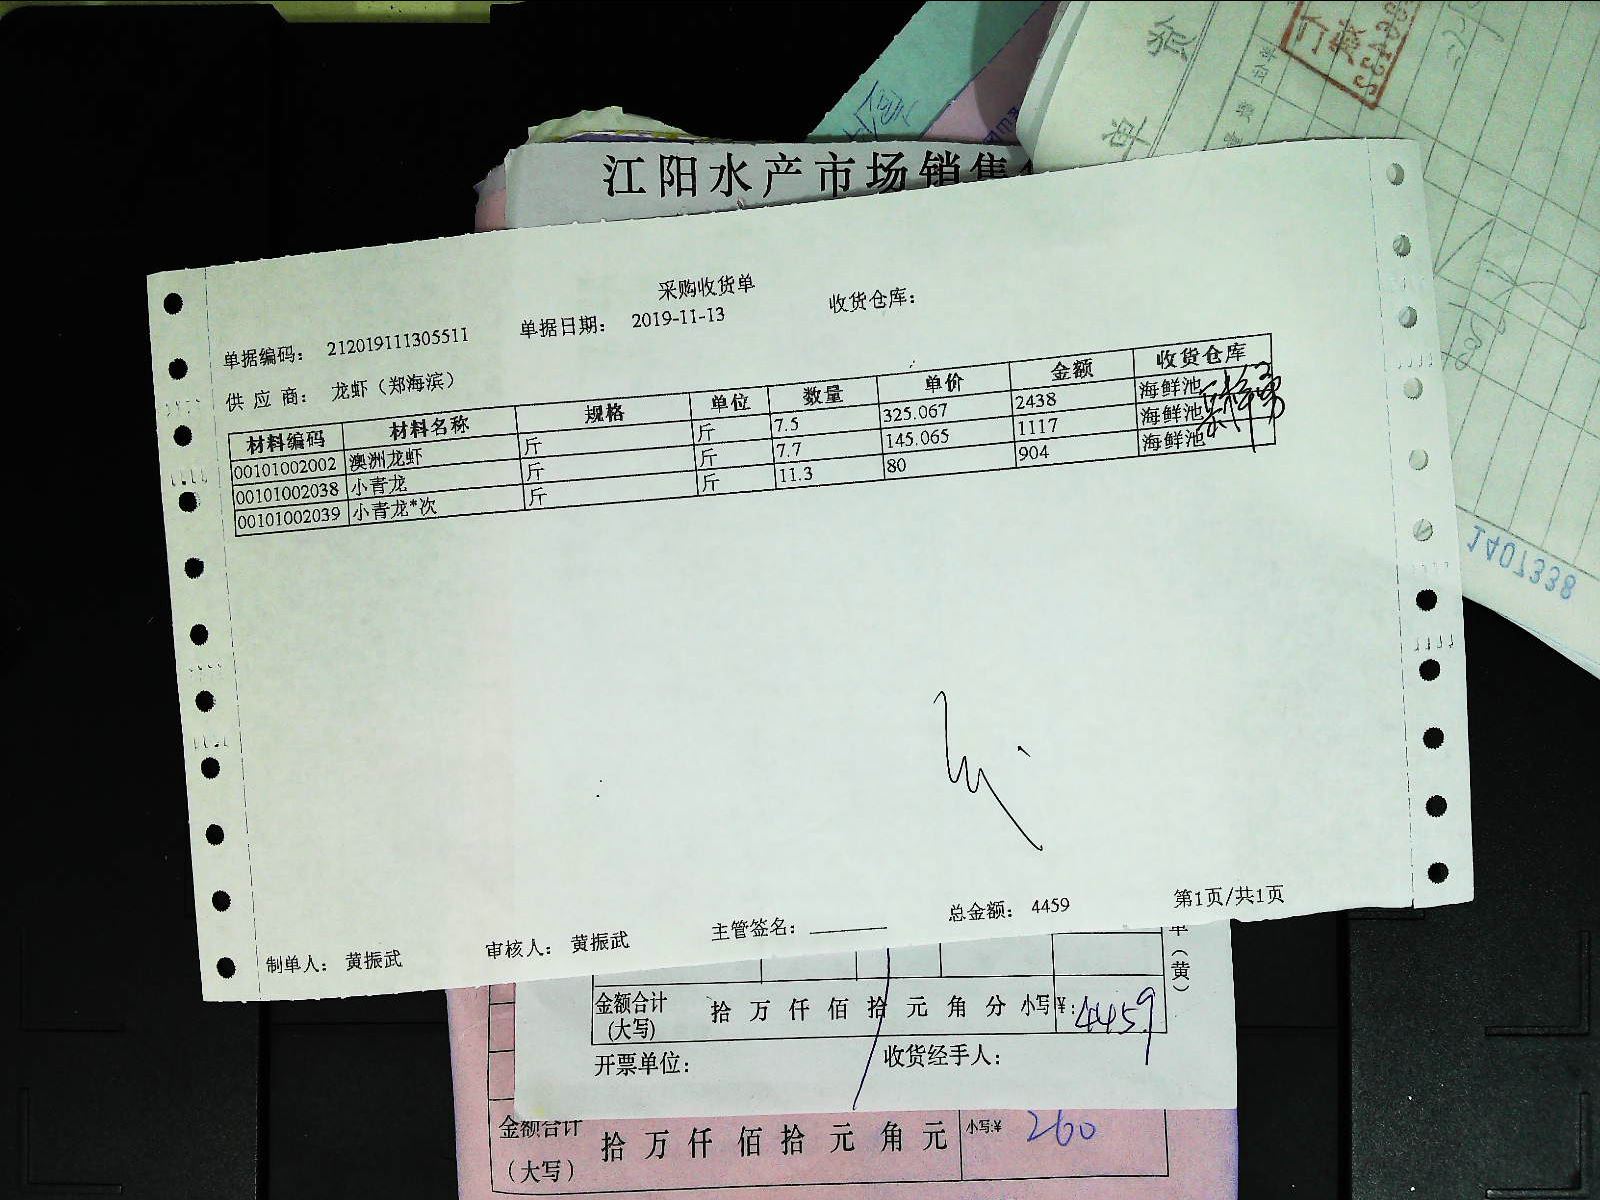 江阳水产市场销售
采购收货单
单据编码： 212019111305511 单据日期： 2019-11-13 收货仓库：
供 应 商： 龙虾（郑海滨）
材料编码 材料名称 规格 单位 数量 单价 金额 收货仓库
00101002002 澳洲龙虾 斤 斤 7.5 325.067 2438 海鲜池
00101002038 小青龙 斤 斤 7.7 145.065 1117 海鲜池
00101002039 小青龙*次 斤 斤 11.3 80 904 海鲜池
制单人： 黄振武 审核人： 黄振武 主管签名：______ 总金额： 4459 第1页/共1页
单（黄）
金额合计（大写） 拾 万 仟 佰 拾 元 角 分 小写¥：4459
开票单位： 收货经手人：
金额合计（大写） 拾 万 仟 佰 拾 元 角 元 小写:¥ 260
1407338